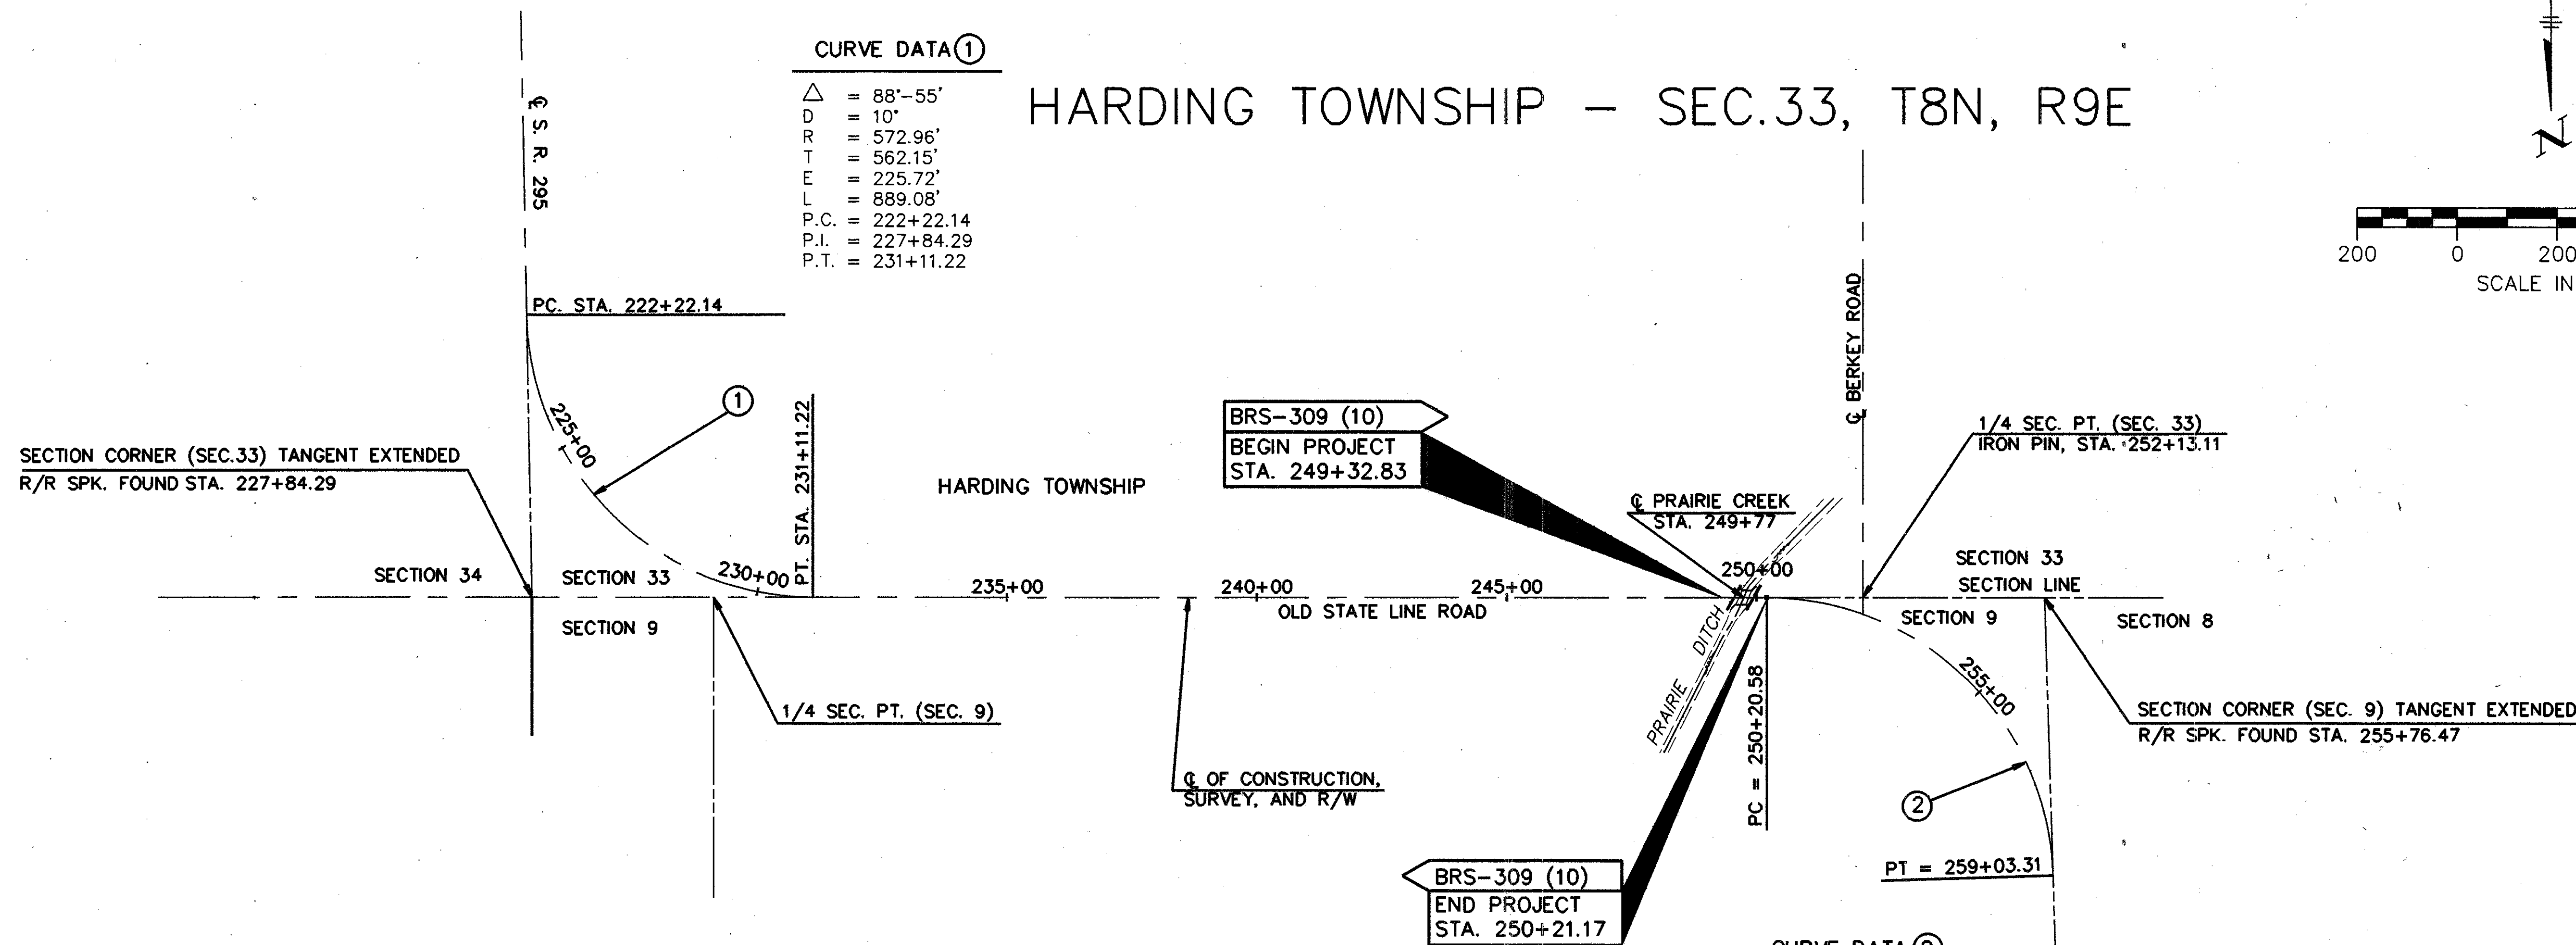 CURVE DATA ①
△ = 88°-55'
D = 10°
R = 572.96'
T = 562.15'
E = 225.72'
L = 889.08'
P.C. = 222+22.14
P.I. = 227+84.29
P.T. = 231+11.22
HARDING TOWNSHIP - SEC.33, T8N, R9E
N
200 0 200
SCALE IN
℄ S. R. 295
PC. STA. 222+22.14
225+00
①
PT. STA. 231+11.22
SECTION CORNER (SEC.33) TANGENT EXTENDED
R/R SPK. FOUND STA. 227+84.29
HARDING TOWNSHIP
BRS-309 (10)
BEGIN PROJECT
STA. 249+32.83
℄ PRAIRIE CREEK
STA. 249+77
℄ BERKEY ROAD
1/4 SEC. PT. (SEC. 33)
IRON PIN, STA. 252+13.11
SECTION 34
SECTION 33
230+00
235+00
240+00
245+00
250+00
SECTION 33
SECTION LINE
SECTION 9
OLD STATE LINE ROAD
SECTION 9
SECTION 8
PRAIRIE DITCH
255+00
1/4 SEC. PT. (SEC. 9)
PC = 250+20.58
SECTION CORNER (SEC. 9) TANGENT EXTENDED
R/R SPK. FOUND STA. 255+76.47
℄ OF CONSTRUCTION,
SURVEY, AND R/W
②
PT = 259+03.31
BRS-309 (10)
END PROJECT
STA. 250+21.17
CURVE DATA ②